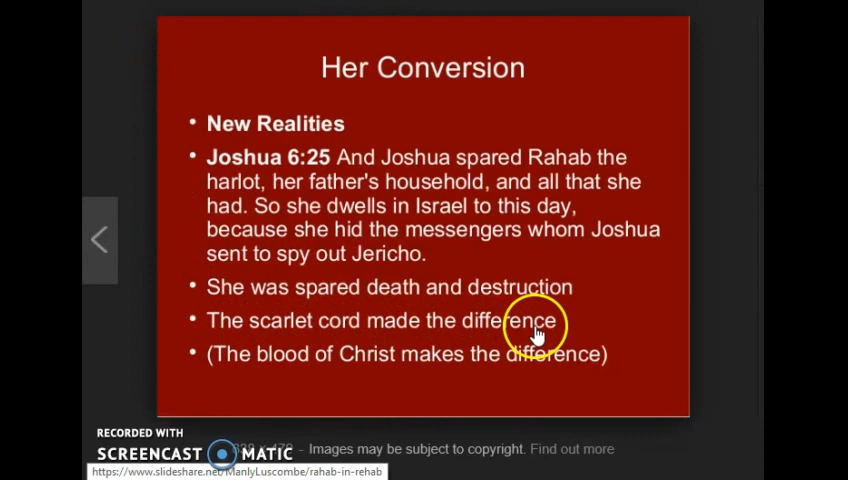 Her Conversion
• New Realities
• Joshua 6:25 And Joshua spared Rahab the
harlot, her father's household, and all that she
had. So she dwells in Israel to this day,
because she hid the messengers whom Joshua
sent to spy out Jericho.
• She was spared death and destruction
• The scarlet cord made the difference
• (The blood of Christ makes the difference)
RECORDED WITH
SCREENCAST MATIC
- Images may be subject to copyright. Find out more
https://www.slideshare.net/ManlyLuscombe/rahab-in-rehab